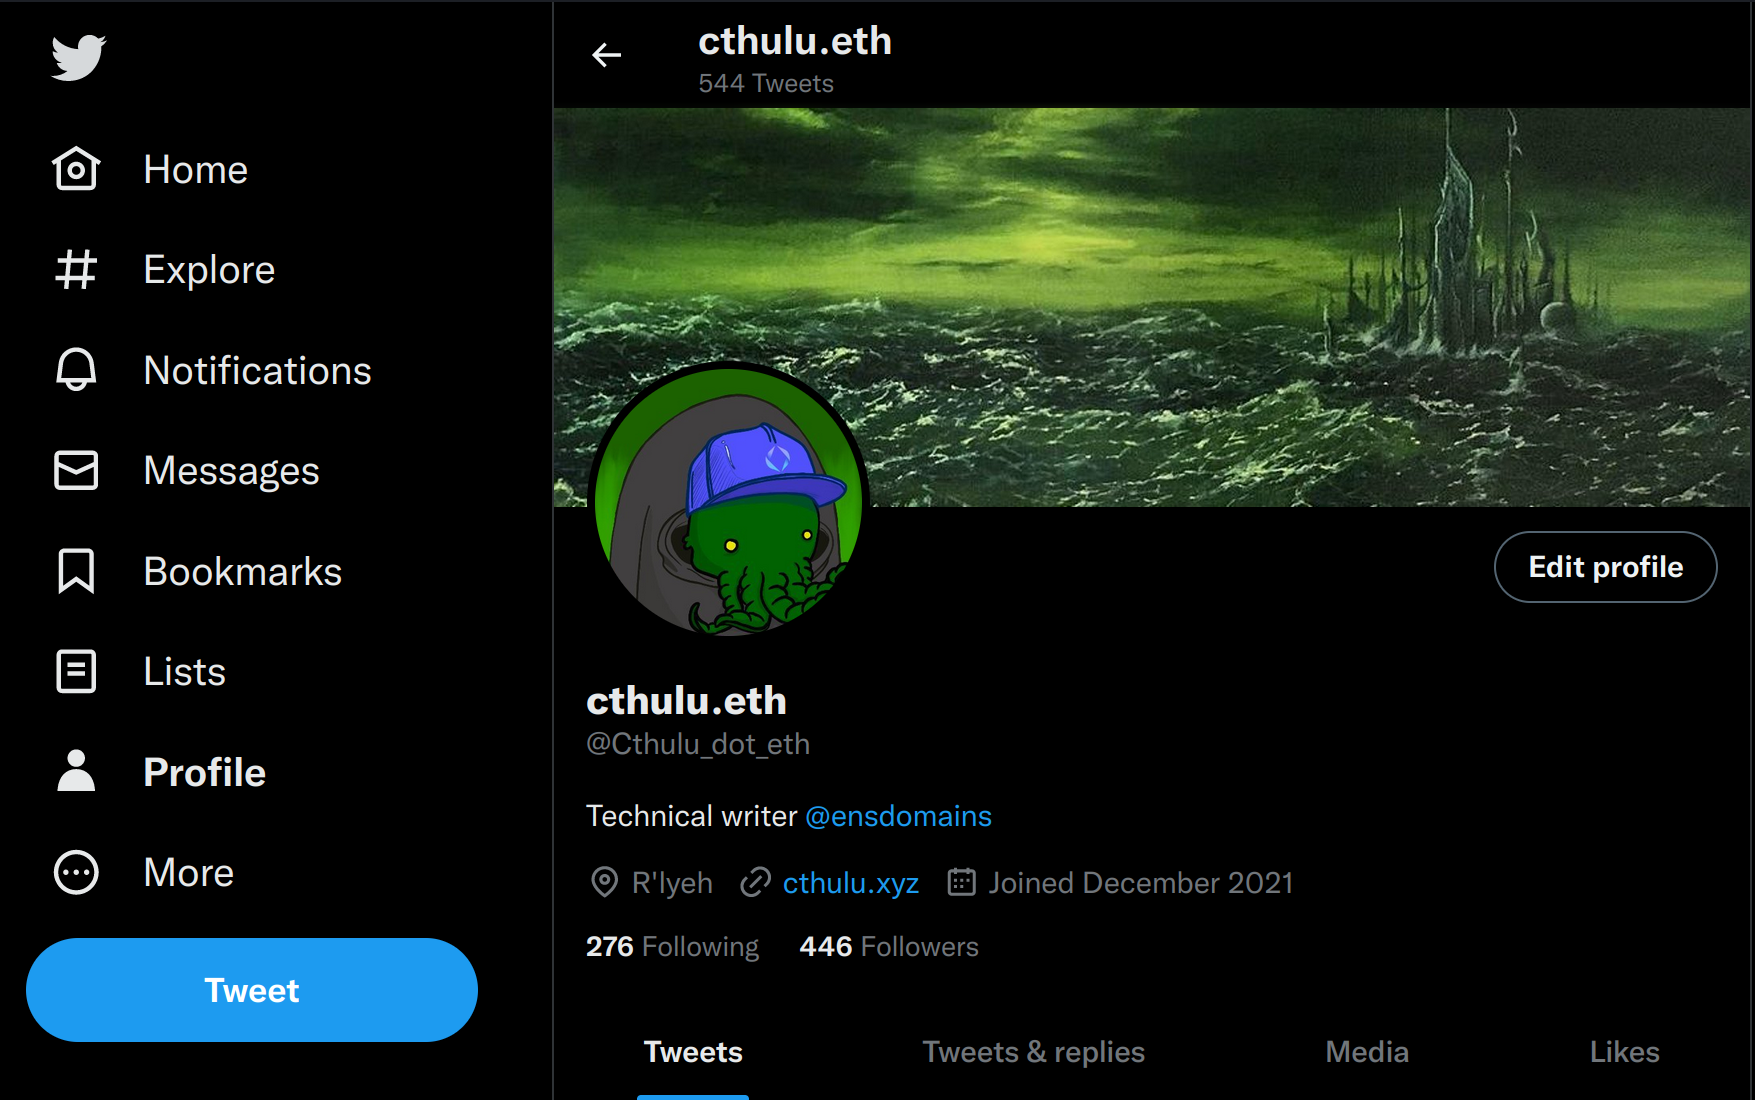 Home
Explore
Notifications
Messages
Bookmarks
Lists
Profile
More
Tweet
cthulu.eth
544 Tweets
Edit profile
cthulu.eth
@Cthulu_dot_eth
Technical writer @ensdomains
R'lyeh cthulu.xyz Joined December 2021
276 Following 446 Followers
Tweets Tweets & replies Media Likes